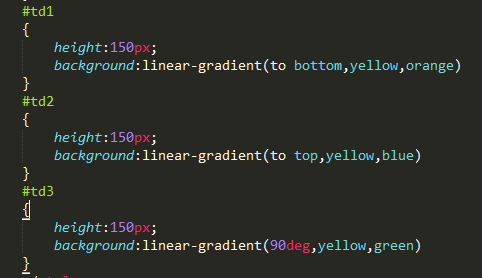 #td1
{
height:150px;
background:linear-gradient(to bottom,yellow,orange)
}
#td2
{
height:150px;
background:linear-gradient(to top,yellow,blue)
}
#td3
{
height:150px;
background:linear-gradient(90deg,yellow,green)
}